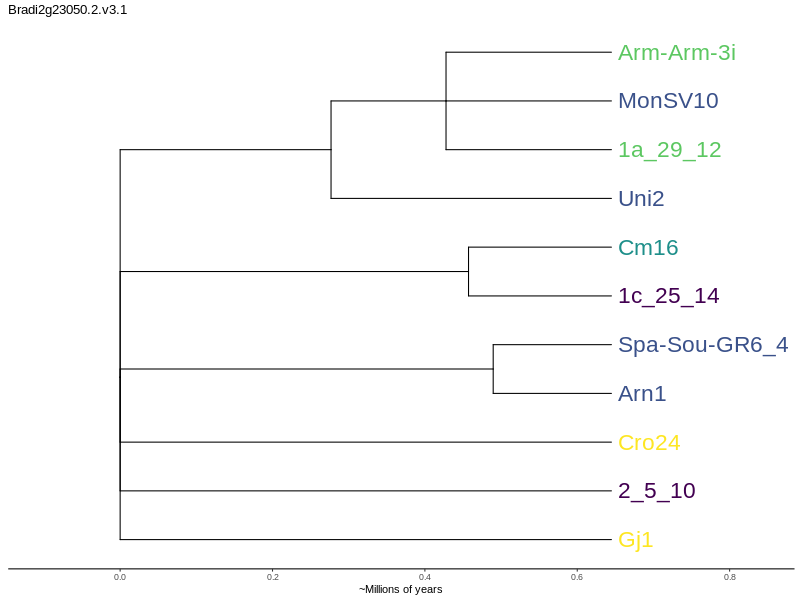 Bradi2g23050.2.v3.1
Arm-Arm-3i
MonSV10
1a_29_12
Uni2
Cm16
1c_25_14
Spa-Sou-GR6_4
Arn1
Cro24
2_5_10
Gj1
0.0 0.2 0.4 0.6 0.8
~Millions of years